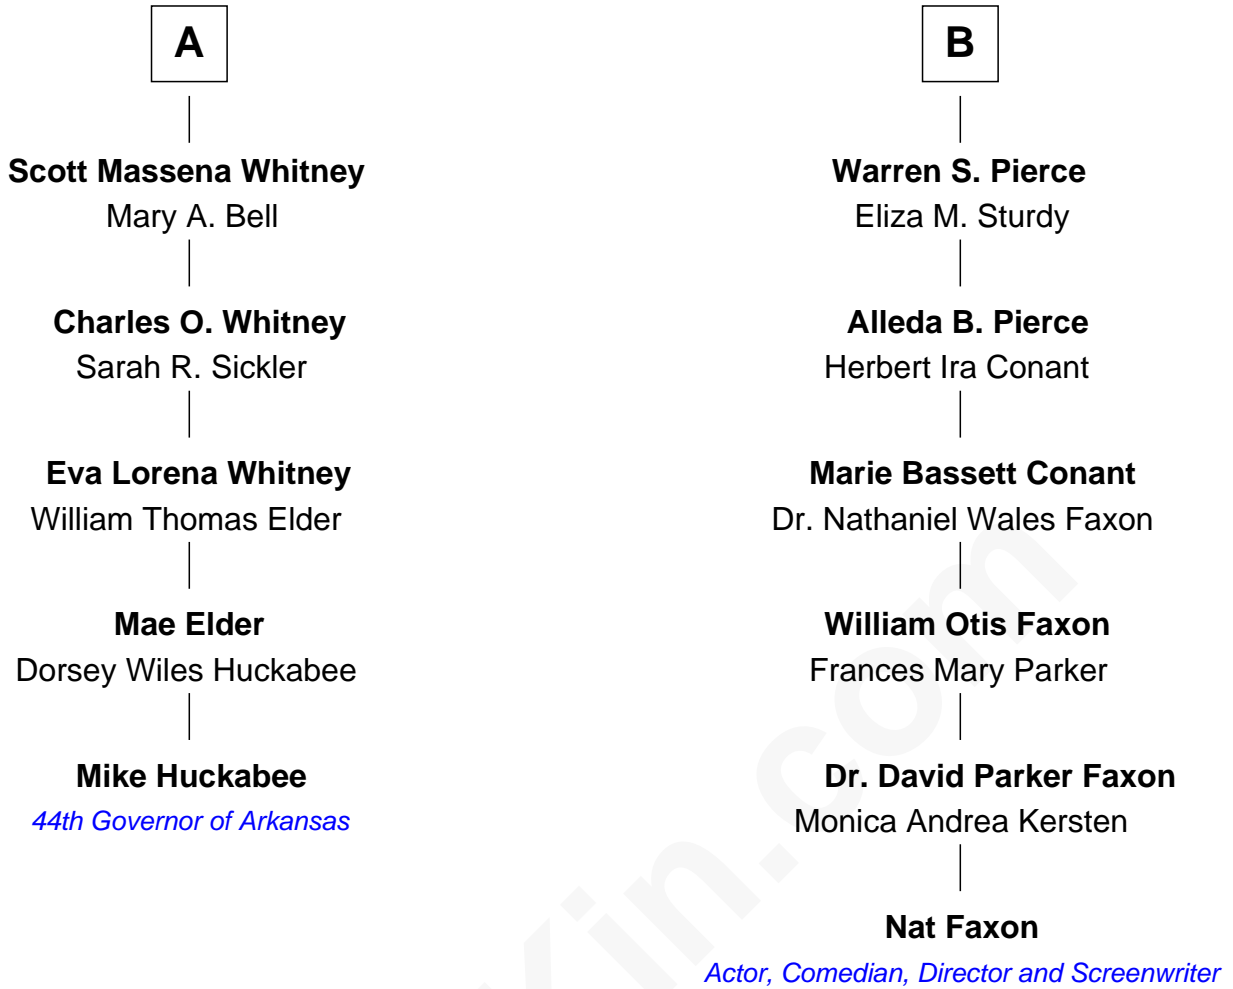 A
Scott Massena Whitney
Mary A. Bell
Charles O. Whitney
Sarah R. Sickler
Eva Lorena Whitney
William Thomas Elder
Mae Elder
Dorsey Wiles Huckabee
Mike Huckabee
44th Governor of Arkansas
B
Warren S. Pierce
Eliza M. Sturdy
Alleda B. Pierce
Herbert Ira Conant
Marie Bassett Conant
Dr. Nathaniel Wales Faxon
William Otis Faxon
Frances Mary Parker
Dr. David Parker Faxon
Monica Andrea Kersten
Nat Faxon
Actor, Comedian, Director and Screenwriter
Kin.com